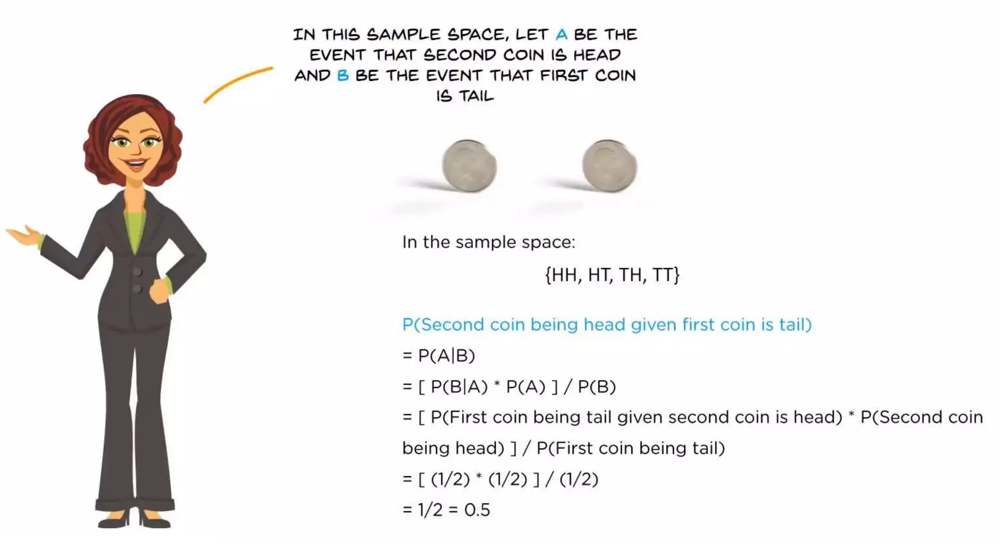 IN THIS SAMPLE SPACE, LET A BE THE
EVENT THAT SECOND COIN IS HEAD
AND B BE THE EVENT THAT FIRST COIN
IS TAIL
In the sample space:
{HH, HT, TH, TT}
P(Second coin being head given first coin is tail)
= P(A|B)
= [ P(B|A) * P(A) ] / P(B)
= [ P(First coin being tail given second coin is head) * P(Second coin
being head) ] / P(First coin being tail)
= [ (1/2) * (1/2) ] / (1/2)
= 1/2 = 0.5